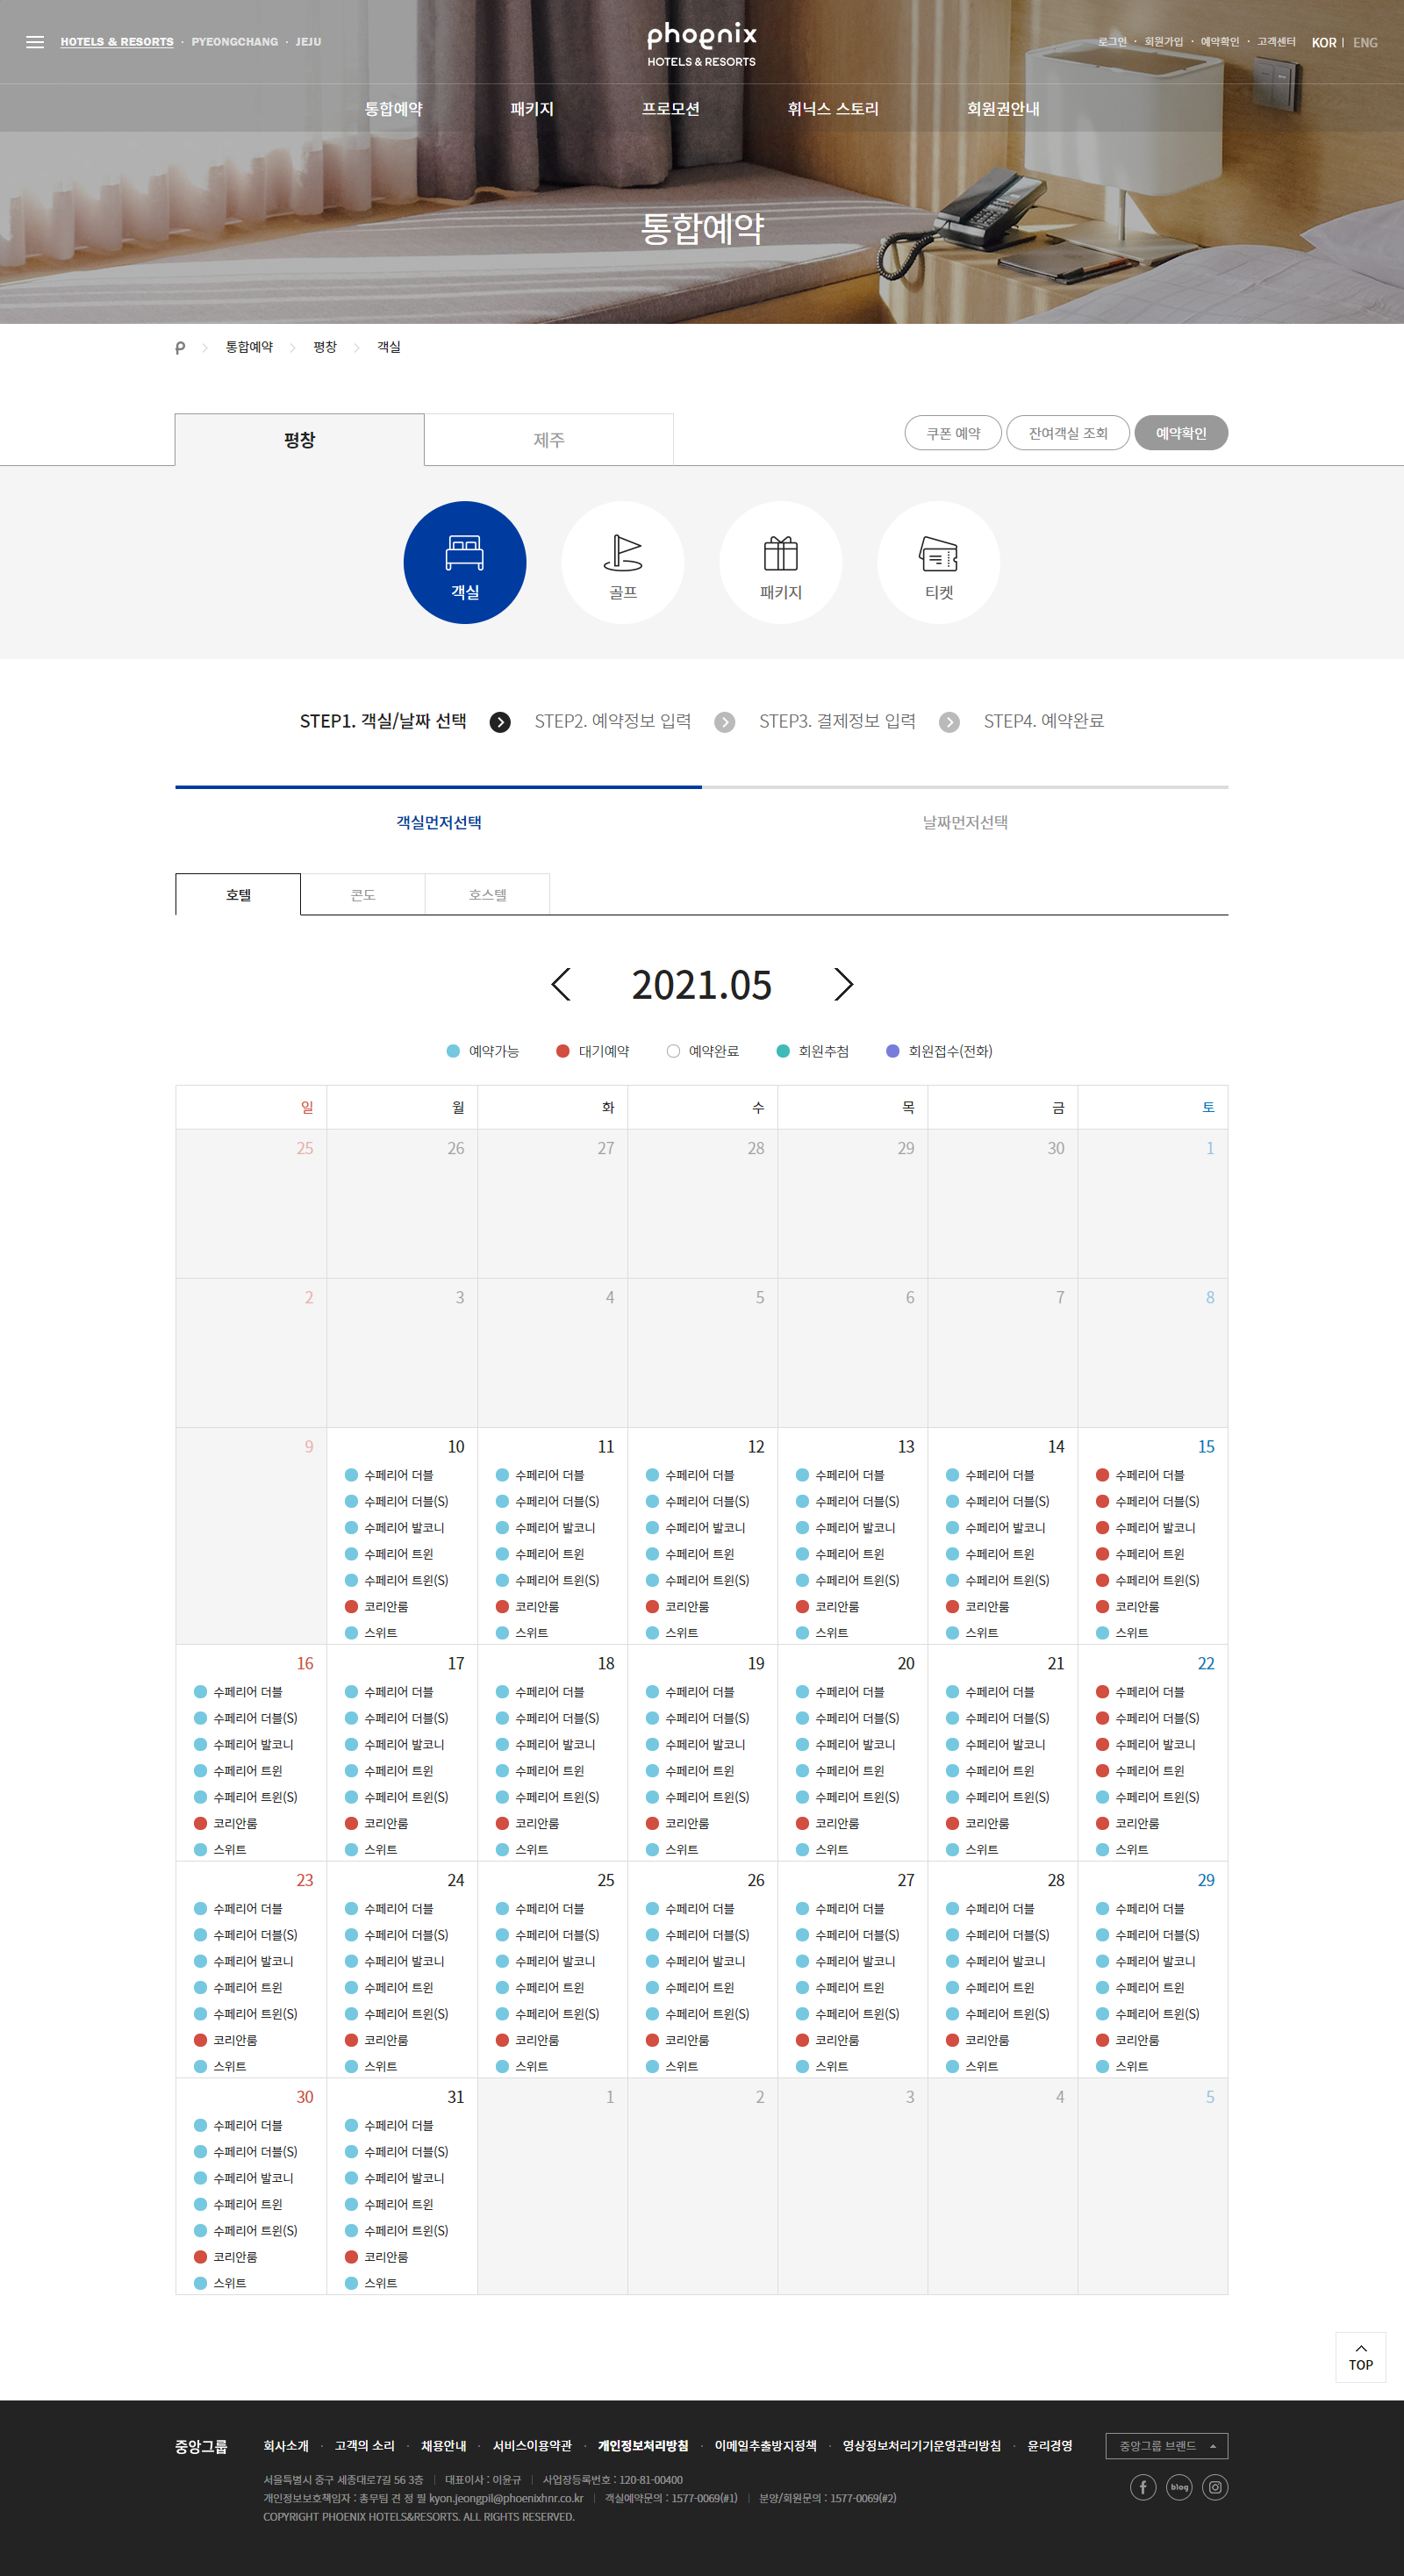 HOTELS & RESORTS · PYEONGCHANG · JEJU
phoenix
HOTELS & RESORTS
로그인 · 회원가입 · 예약확인 · 고객센터 KOR | ENG
통합예약 패키지 프로모션 휘닉스 스토리 회원권안내
통합예약
통합예약 평창 객실
평창 제주
쿠폰 예약 잔여객실 조회 예약확인
객실 골프 패키지 티켓
STEP1. 객실/날짜 선택 STEP2. 예약정보 입력 STEP3. 결제정보 입력 STEP4. 예약완료
객실먼저선택 날짜먼저선택
호텔 콘도 호스텔
2021.05
예약가능 대기예약 예약완료 회원추첨 회원접수(전화)
일 월 화 수 목 금 토
25 26 27 28 29 30 1
2 3 4 5 6 7 8
9 10 11 12 13 14 15
수페리어 더블 수페리어 더블 수페리어 더블 수페리어 더블 수페리어 더블 수페리어 더블
수페리어 더블(S) 수페리어 더블(S) 수페리어 더블(S) 수페리어 더블(S) 수페리어 더블(S) 수페리어 더블(S)
수페리어 발코니 수페리어 발코니 수페리어 발코니 수페리어 발코니 수페리어 발코니 수페리어 발코니
수페리어 트윈 수페리어 트윈 수페리어 트윈 수페리어 트윈 수페리어 트윈 수페리어 트윈
수페리어 트윈(S) 수페리어 트윈(S) 수페리어 트윈(S) 수페리어 트윈(S) 수페리어 트윈(S) 수페리어 트윈(S)
코리안룸 코리안룸 코리안룸 코리안룸 코리안룸 코리안룸
스위트 스위트 스위트 스위트 스위트 스위트
16 17 18 19 20 21 22
수페리어 더블 수페리어 더블 수페리어 더블 수페리어 더블 수페리어 더블 수페리어 더블 수페리어 더블
수페리어 더블(S) 수페리어 더블(S) 수페리어 더블(S) 수페리어 더블(S) 수페리어 더블(S) 수페리어 더블(S) 수페리어 더블(S)
수페리어 발코니 수페리어 발코니 수페리어 발코니 수페리어 발코니 수페리어 발코니 수페리어 발코니 수페리어 발코니
수페리어 트윈 수페리어 트윈 수페리어 트윈 수페리어 트윈 수페리어 트윈 수페리어 트윈 수페리어 트윈
수페리어 트윈(S) 수페리어 트윈(S) 수페리어 트윈(S) 수페리어 트윈(S) 수페리어 트윈(S) 수페리어 트윈(S) 수페리어 트윈(S)
코리안룸 코리안룸 코리안룸 코리안룸 코리안룸 코리안룸 코리안룸
스위트 스위트 스위트 스위트 스위트 스위트 스위트
23 24 25 26 27 28 29
수페리어 더블 수페리어 더블 수페리어 더블 수페리어 더블 수페리어 더블 수페리어 더블 수페리어 더블
수페리어 더블(S) 수페리어 더블(S) 수페리어 더블(S) 수페리어 더블(S) 수페리어 더블(S) 수페리어 더블(S) 수페리어 더블(S)
수페리어 발코니 수페리어 발코니 수페리어 발코니 수페리어 발코니 수페리어 발코니 수페리어 발코니 수페리어 발코니
수페리어 트윈 수페리어 트윈 수페리어 트윈 수페리어 트윈 수페리어 트윈 수페리어 트윈 수페리어 트윈
수페리어 트윈(S) 수페리어 트윈(S) 수페리어 트윈(S) 수페리어 트윈(S) 수페리어 트윈(S) 수페리어 트윈(S) 수페리어 트윈(S)
코리안룸 코리안룸 코리안룸 코리안룸 코리안룸 코리안룸 코리안룸
스위트 스위트 스위트 스위트 스위트 스위트 스위트
30 31 1 2 3 4 5
수페리어 더블 수페리어 더블
수페리어 더블(S) 수페리어 더블(S)
수페리어 발코니 수페리어 발코니
수페리어 트윈 수페리어 트윈
수페리어 트윈(S) 수페리어 트윈(S)
코리안룸 코리안룸
스위트 스위트
TOP
중앙그룹 회사소개 · 고객의 소리 · 채용안내 · 서비스이용약관 · 개인정보처리방침 · 이메일추출방지정책 · 영상정보처리기기운영관리방침 · 윤리경영 중앙그룹 브랜드
서울특별시 중구 세종대로7길 56 3층 | 대표이사 : 이윤규 | 사업장등록번호 : 120-81-00400
blog
개인정보보호책임자 : 총무팀 견 정 필 kyon.jeongpil@phoenixhnr.co.kr | 객실예약문의 : 1577-0069(#1) | 분양/회원문의 : 1577-0069(#2)
COPYRIGHT PHOENIX HOTELS&RESORTS. ALL RIGHTS RESERVED.